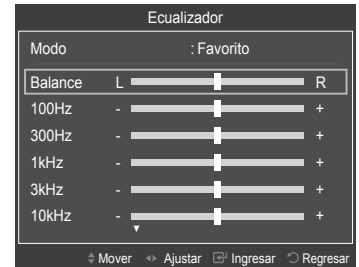 Ecualizador
Modo : Favorito
Balance L R
100Hz - +
300Hz - +
1kHz - +
3kHz - +
10kHz - +
Mover Ajustar Ingresar Regresar